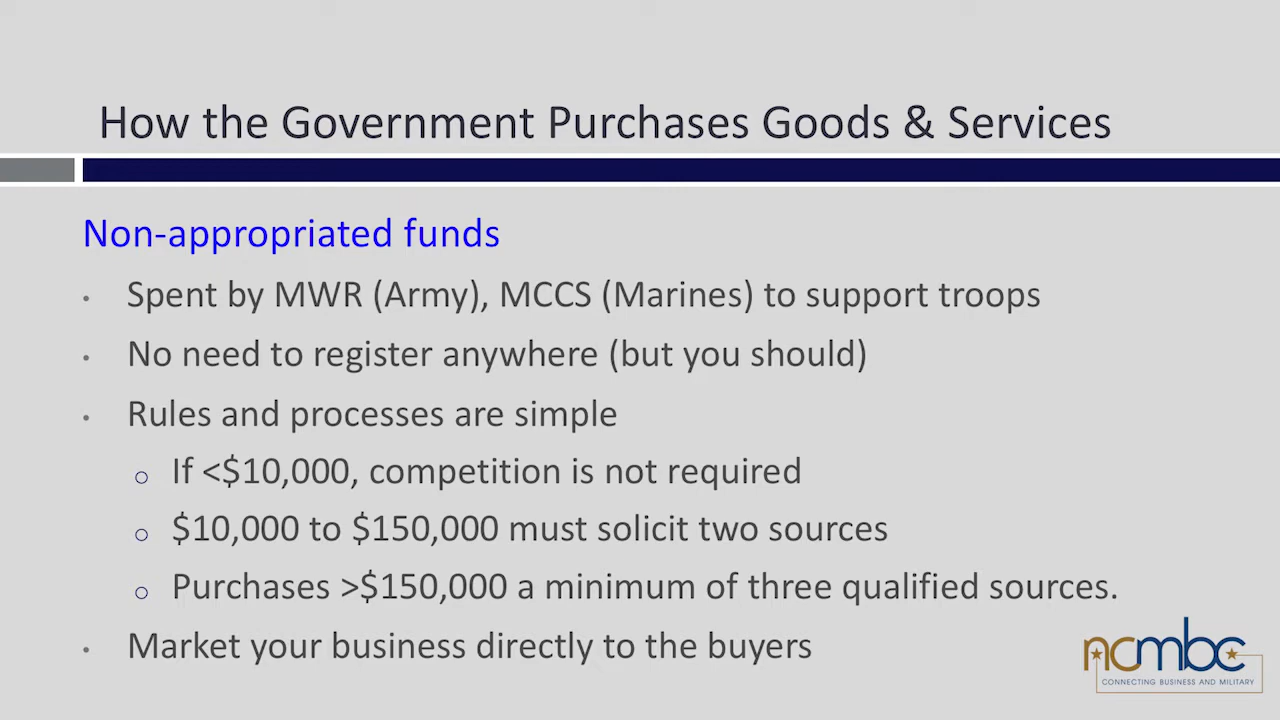 How the Government Purchases Goods & Services
Non-appropriated funds
• Spent by MWR (Army), MCCS (Marines) to support troops
• No need to register anywhere (but you should)
• Rules and processes are simple
o If <$10,000, competition is not required
o $10,000 to $150,000 must solicit two sources
o Purchases >$150,000 a minimum of three qualified sources.
• Market your business directly to the buyers
ncmbc
CONNECTING BUSINESS AND MILITARY